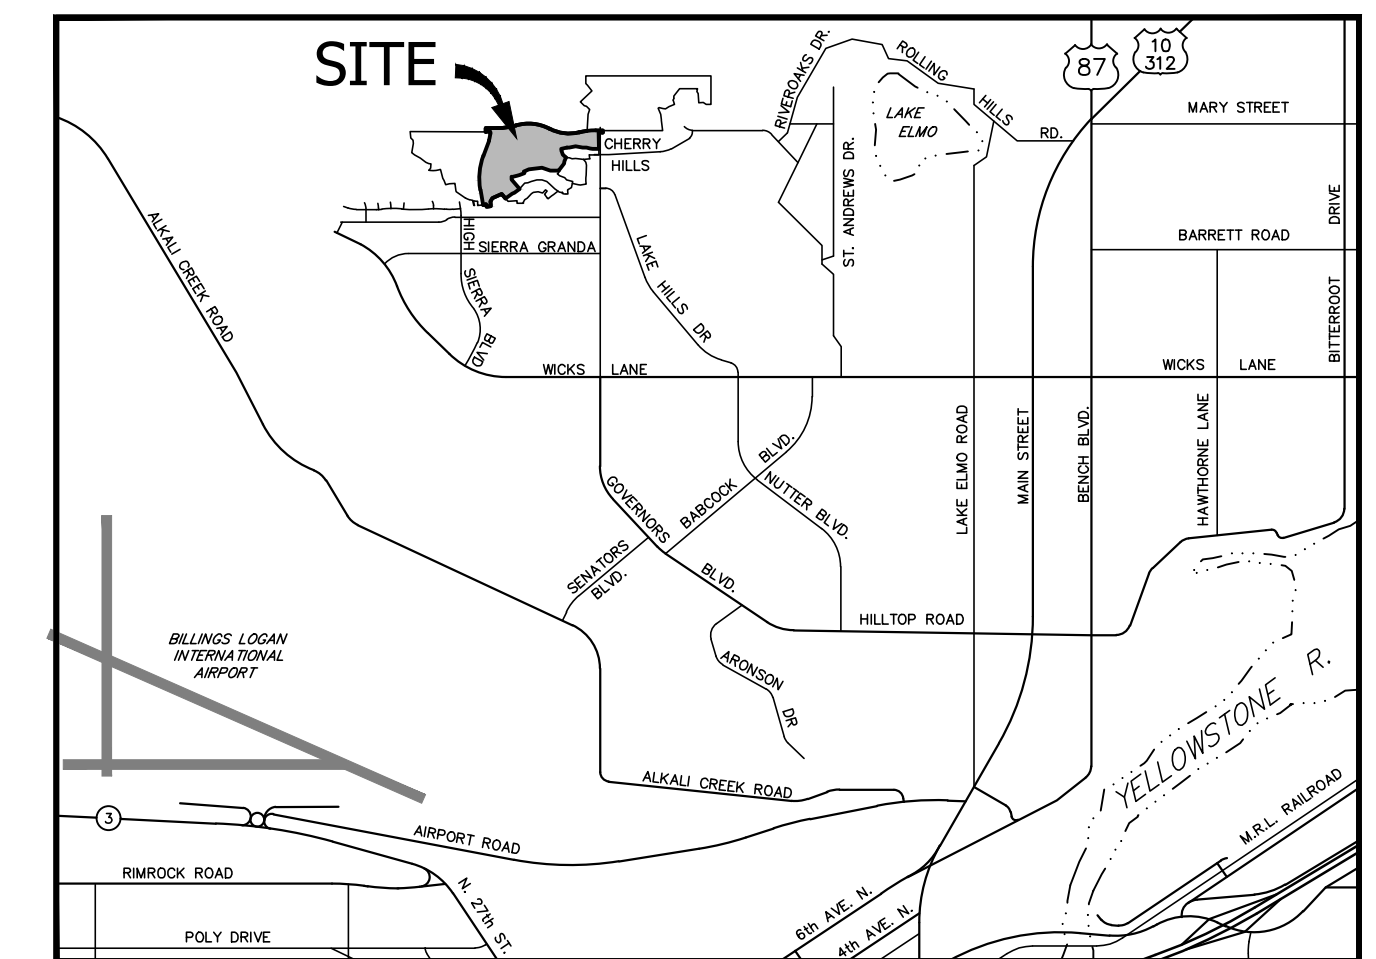 SITE
RIVEROAKS DR.
ROLLING
HILLS
RD.
87
10
312
MARY STREET
LAKE
ELMO
CHERRY
HILLS
ST. ANDREWS DR.
DRIVE
BITTERROOT
BARRETT ROAD
ALKALI CREEK ROAD
HIGH
SIERRA
BLVD
SIERRA GRANDA
LAKE
HILLS
DR
WICKS LANE
WICKS LANE
LAKE ELMO ROAD
MAIN STREET
BENCH BLVD.
HAWTHORNE LANE
GOVERNORS
BLVD.
BABCOCK
BLVD.
NUTTER BLVD.
SENATORS
BLVD.
HILLTOP ROAD
BILLINGS LOGAN
INTERNATIONAL
AIRPORT
ARONSON
DR
YELLOWSTONE R.
ALKALI CREEK ROAD
M.R.L. RAILROAD
3
AIRPORT ROAD
RIMROCK ROAD
N. 27th ST.
6th AVE. N.
4th AVE. N.
POLY DRIVE